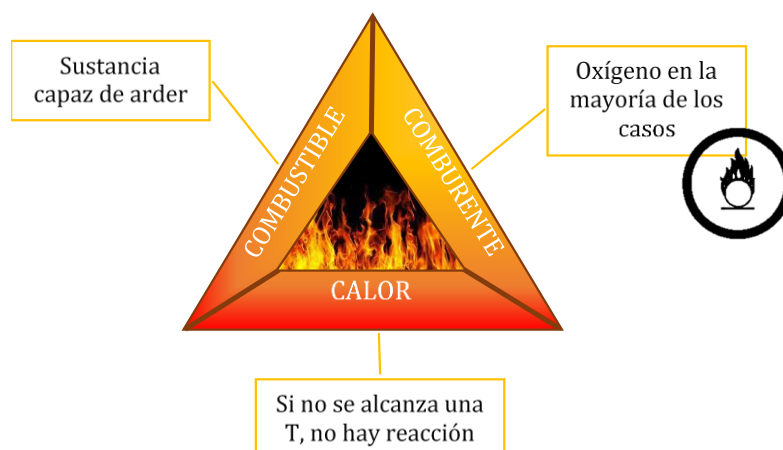 Sustancia
capaz de arder
Oxígeno en la
mayoría de los
casos
COMBUSTIBLE
COMBURENTE
CALOR
Si no se alcanza una
T, no hay reacción